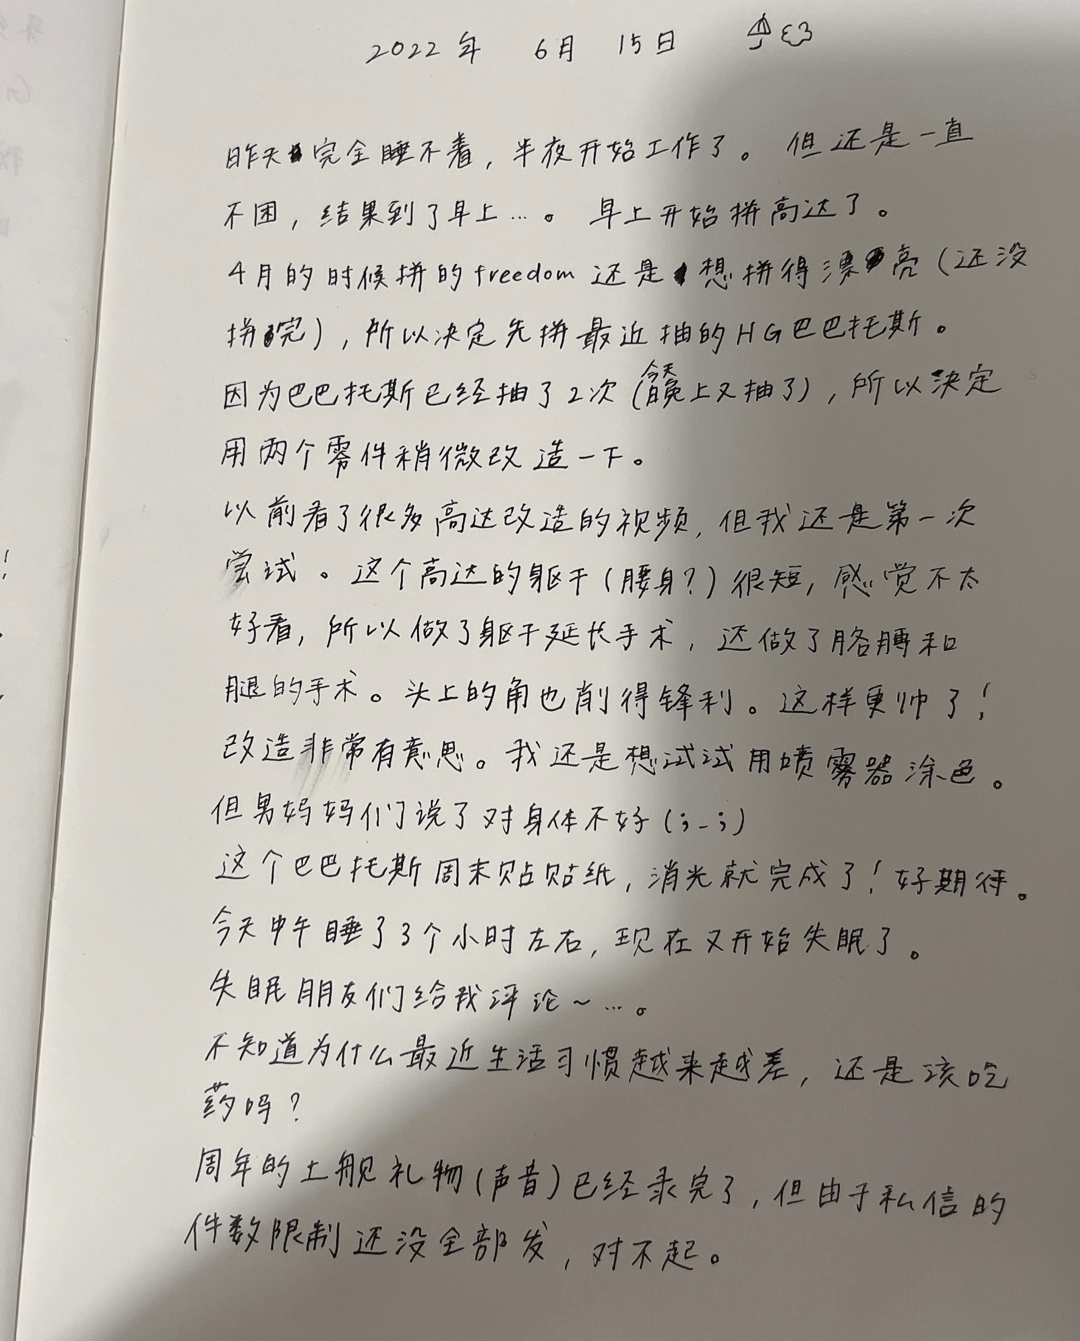 2022年 6月 15日
昨天完全睡不着，半夜开始工作了。但还是一直
不困，结果到了早上…。早上开始拼高达了。
4月的时候拼的freedom还是想拼得漂亮（还没
拼完），所以决定先拼最近抽的HG巴巴托斯。
今天
因为巴巴托斯已经抽了2次（晚上又抽了），所以决定
用两个零件稍微改造一下。
以前看了很多高达改造的视频，但我还是第一次
尝试。这个高达的躯干（腰身？）很短，感觉不太
好看，所以做了躯干延长手术，还做了胳膊和
腿的手术。头上的角也削得锋利。这样更帅了！
改造非常有意思。我还是想试试用喷雾器涂色。
但男妈妈们说了对身体不好（;_;）
这个巴巴托斯周末贴贴纸，消光就完成了！好期待。
今天中午睡了3个小时左右，现在又开始失眠了。
失眠朋友们给我评论~…。
不知道为什么最近生活习惯越来越差，还是该吃
药吗？
周年的上舰礼物（声音）已经录完了，但由于私信的
件数限制还没全部发，对不起。